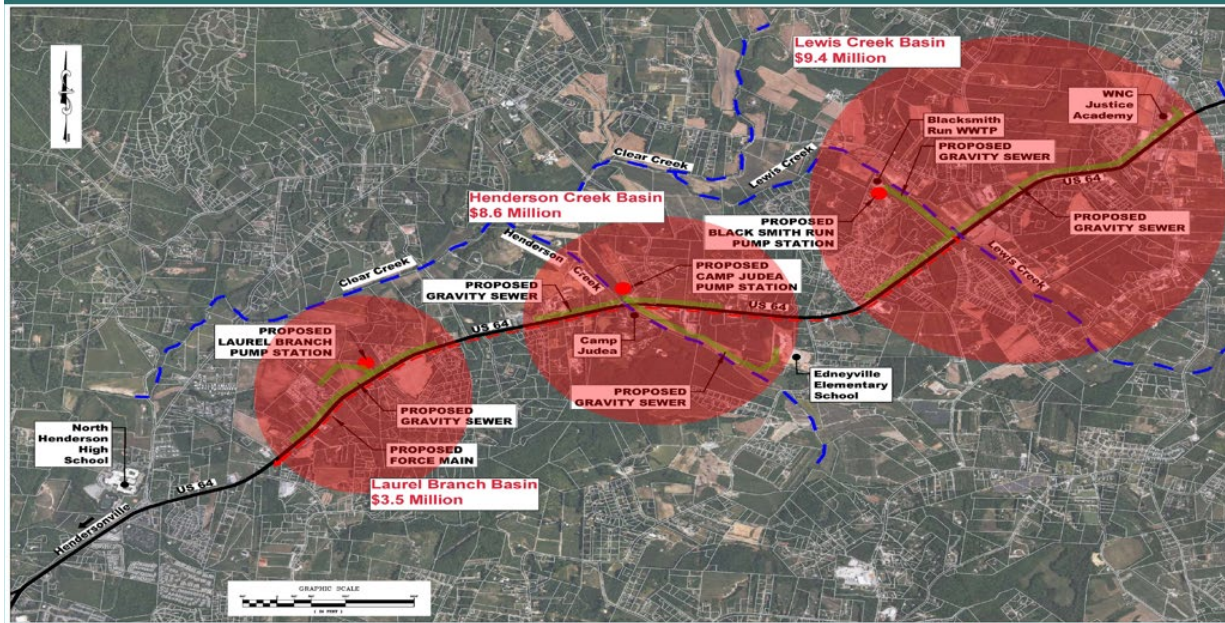 Lewis Creek Basin
$9.4 Million
WNC
Justice
Academy
Blacksmith
Run WWTP
PROPOSED
GRAVITY SEWER
Clear Creek
Lewis Creek
US 64
Henderson Creek Basin
$8.6 Million
PROPOSED
BLACK SMITH RUN
PUMP STATION
PROPOSED
GRAVITY SEWER
Henderson
Creek
Lewis Creek
Clear Creek
PROPOSED
CAMP JUDEA
PUMP STATION
PROPOSED
GRAVITY SEWER
US 64
US 64
PROPOSED
LAUREL BRANCH
PUMP STATION
Camp
Judea
Edneyville
Elementary
School
PROPOSED
GRAVITY SEWER
PROPOSED
GRAVITY SEWER
North
Henderson
High
School
PROPOSED
FORCE MAIN
Laurel Branch Basin
$3.5 Million
US 64
Hendersonville
GRAPHIC SCALE
( IN FEET )